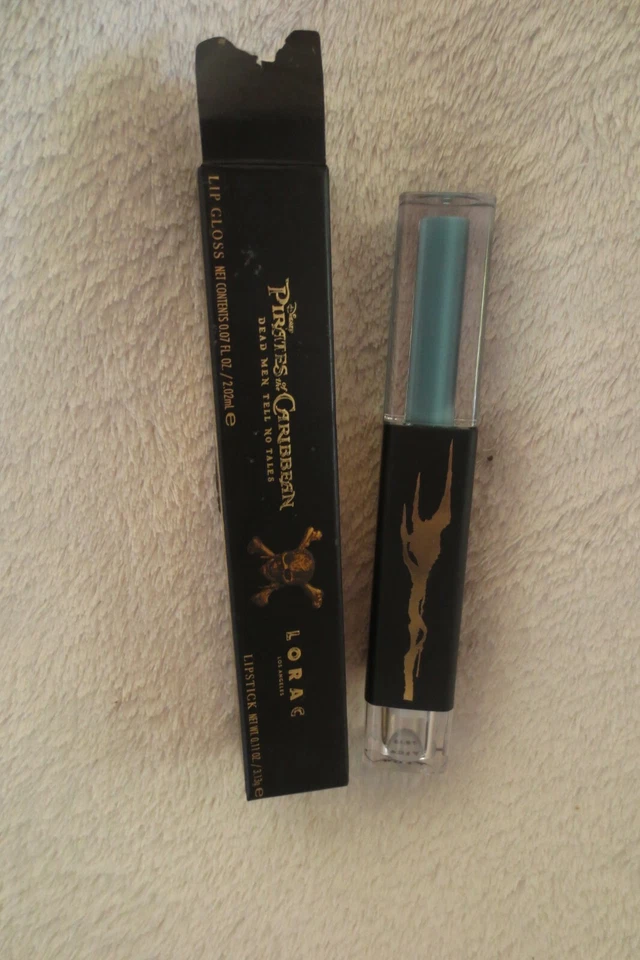 LIP GLOSS NET CONTENTS 0.07 FL. OZ. / 2.02mL e
Disney
PIRATES of the CARIBBEAN
DEAD MEN TELL NO TALES
LORAC
LOS ANGELES
LIPSTICK NET WT. 0.11 OZ. / 3.13g e